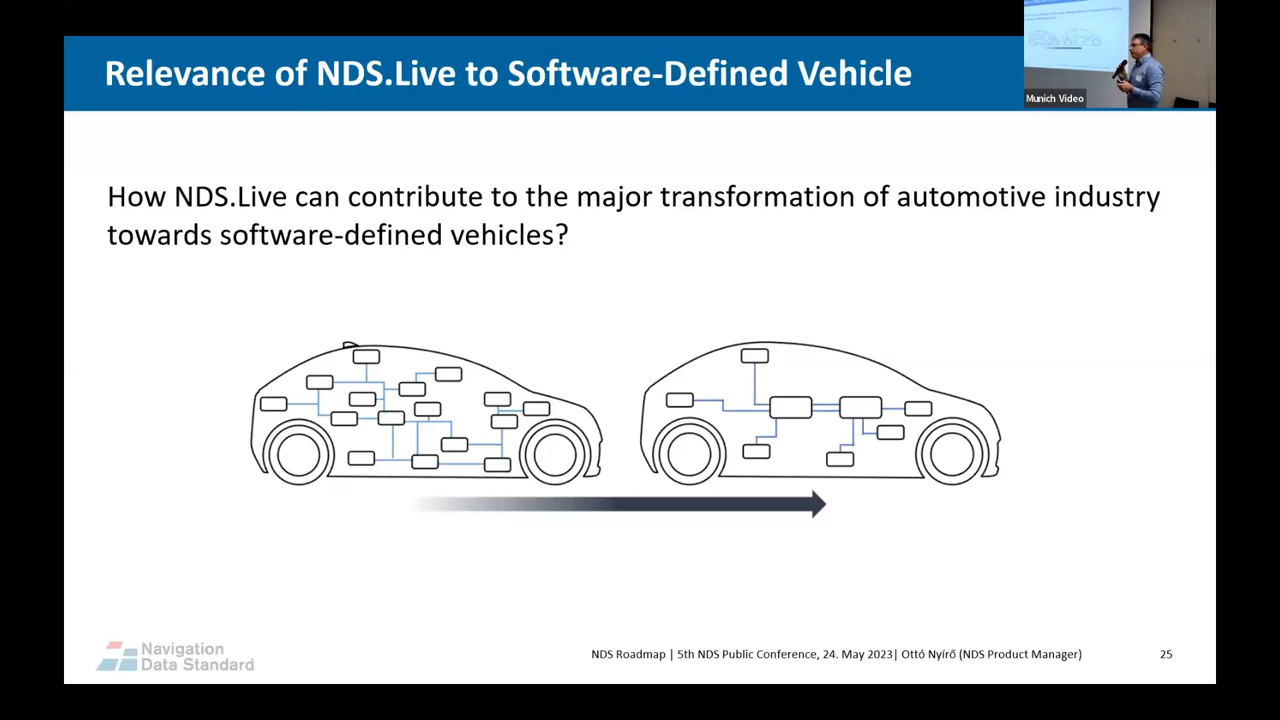 Relevance of NDS.Live to Software-Defined Vehicle
Munich Video
How NDS.Live can contribute to the major transformation of automotive industry
towards software-defined vehicles?
Navigation
Data Standard
NDS Roadmap | 5th NDS Public Conference, 24. May 2023| Ottó Nyírő (NDS Product Manager)
25